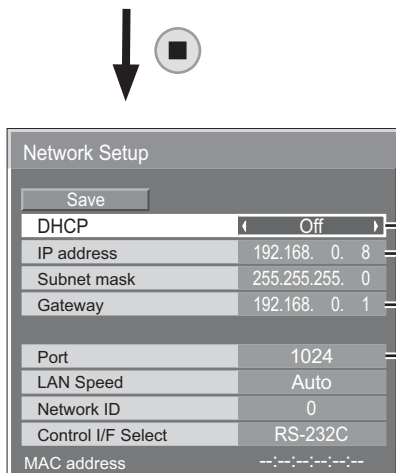 Network Setup
Save
DHCP Off
IP address 192.168. 0. 8
Subnet mask 255.255.255. 0
Gateway 192.168. 0. 1
Port 1024
LAN Speed Auto
Network ID 0
Control I/F Select RS-232C
MAC address --:--:--:--:--:--